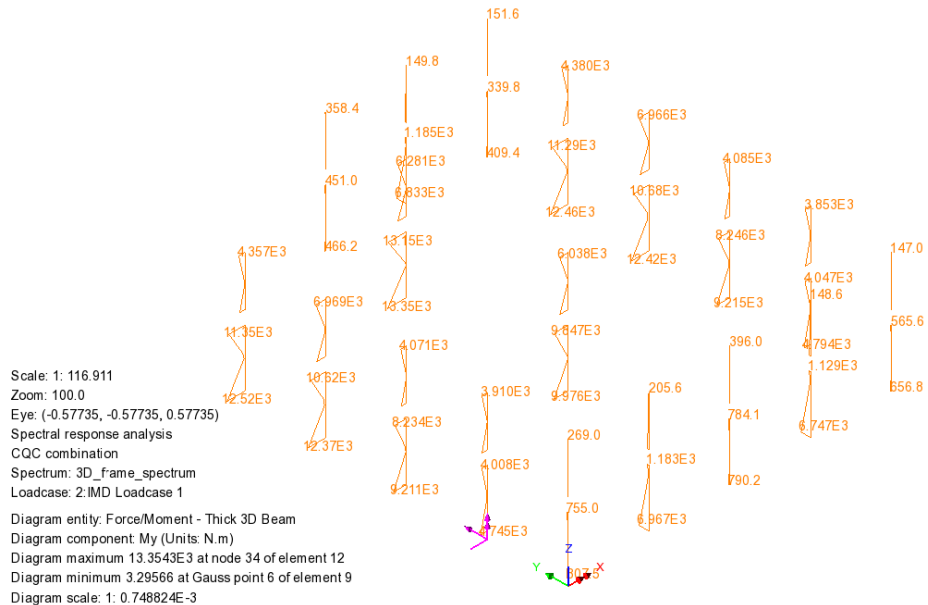 151.6
149.8
4.380E3
339.8
358.4
6.966E3
1.185E3
11.29E3
409.4
6.281E3
4.085E3
451.0
10.68E3
6.833E3
3.853E3
12.46E3
8.246E3
13.15E3
466.2
147.0
4.357E3
6.038E3
12.42E3
4.047E3
148.6
6.969E3
13.35E3
9.215E3
565.6
11.35E3
9.847E3
396.0
4.794E3
4.071E3
1.129E3
Scale: 1: 116.911
10.62E3
3.910E3
205.6
656.8
Zoom: 100.0
12.52E3
9.976E3
Eye: (-0.57735, -0.57735, 0.57735)
784.1
Spectral response analysis
8.234E3
269.0
6.747E3
CQC combination
12.37E3
Spectrum: 3D_frame_spectrum
4.008E3
1.183E3
Loadcase: 2:IMD Loadcase 1
9.211E3
790.2
755.0
Diagram entity: Force/Moment - Thick 3D Beam
6.967E3
Diagram component: My (Units: N.m)
4.745E3
Diagram maximum 13.3543E3 at node 34 of element 12
Z
Diagram minimum 3.29566 at Gauss point 6 of element 9
Y
X
807.5
Diagram scale: 1: 0.748824E-3